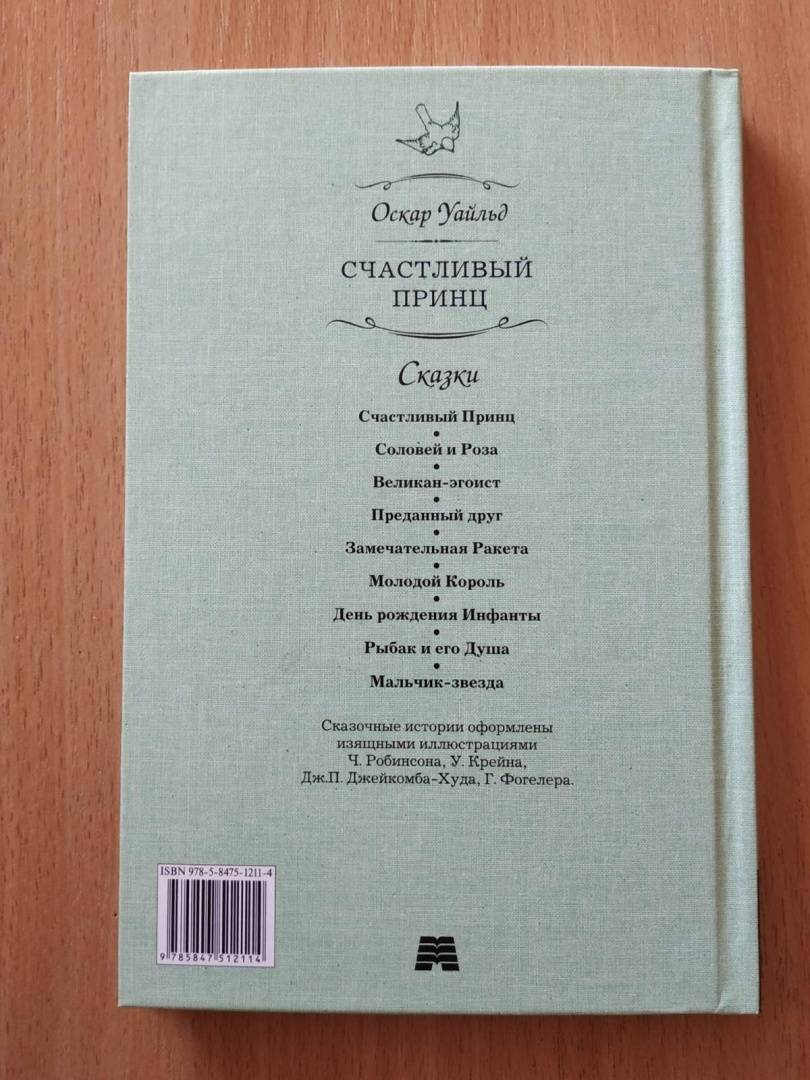 Оскар Уайльд
СЧАСТЛИВЫЙ
ПРИНЦ
Сказки
Счастливый Принц
•
Соловей и Роза
•
Великан-эгоист
•
Преданный друг
•
Замечательная Ракета
•
Молодой Король
•
День рождения Инфанты
•
Рыбак и его Душа
•
Мальчик-звезда
Сказочные истории оформлены
изящными иллюстрациями
Ч. Робинсона, У. Крейна,
Дж.П. Джейкомба-Худа, Г. Фогелера.
ISBN 978-5-8475-1211-4
9 785847 512114